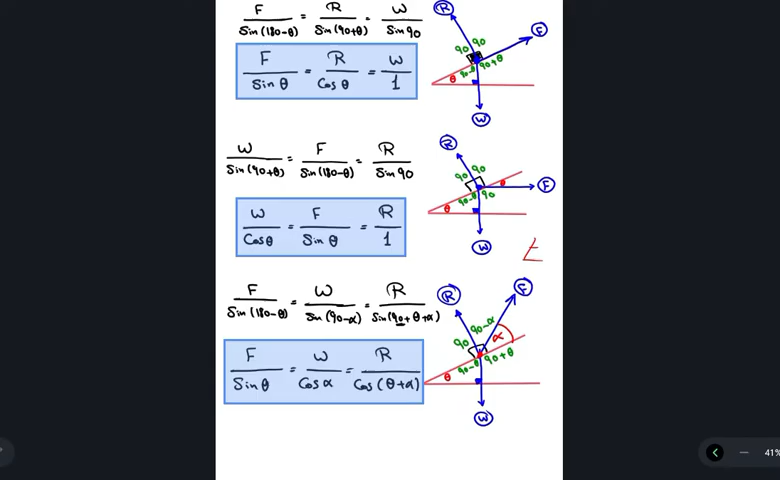 F/Sin(180-θ) = R/Sin(90+θ) = W/Sin 90
F/Sin θ = R/Cos θ = W/1
R
F
90 90
90-θ 90+θ
θ
W
W/Sin(90+θ) = F/Sin(180-θ) = R/Sin 90
W/Cos θ = F/Sin θ = R/1
R
90 90
θ
F
90-θ 90
θ
W
F/Sin(180-θ) = W/Sin(90-α) = R/Sin(90+θ+α)
F/Sin θ = W/Cos α = R/Cos(θ+α)
R
F
90-α
90
α
90-θ 90+θ
θ
W
41%